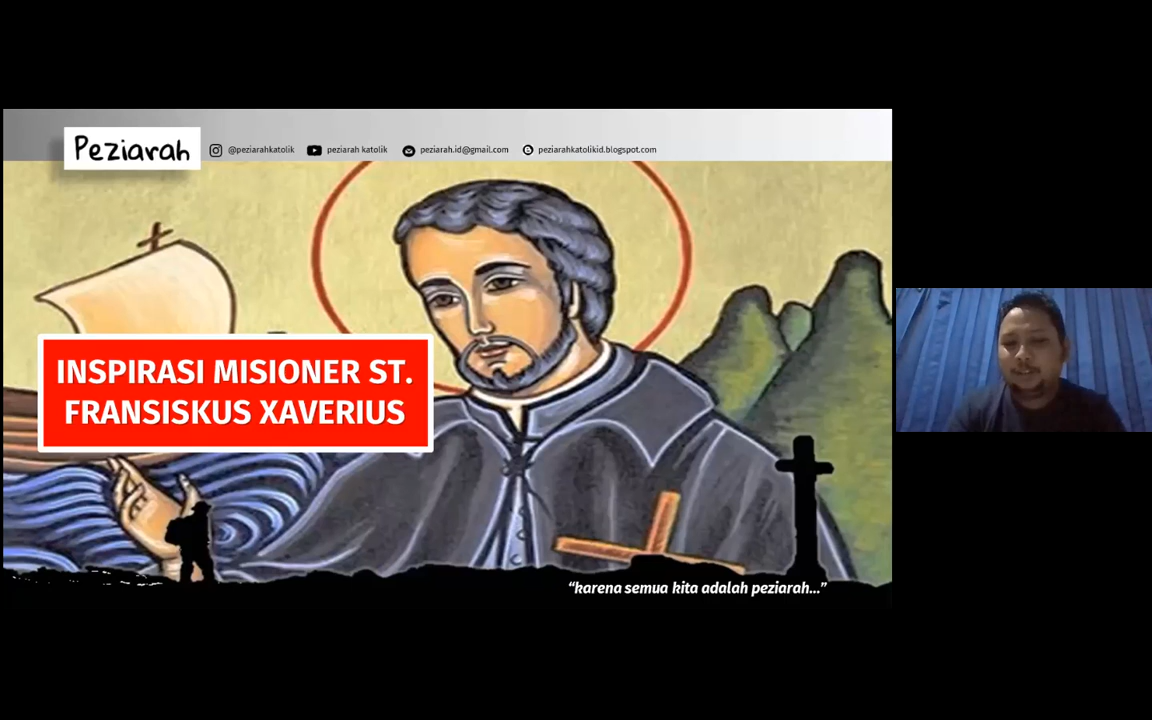 Peziarah
@peziarahkatolik
peziarah katolik
peziarah.id@gmail.com
peziarahkatolikid.blogspot.com
INSPIRASI MISIONER ST.
FRANSISKUS XAVERIUS
“karena semua kita adalah peziarah...”